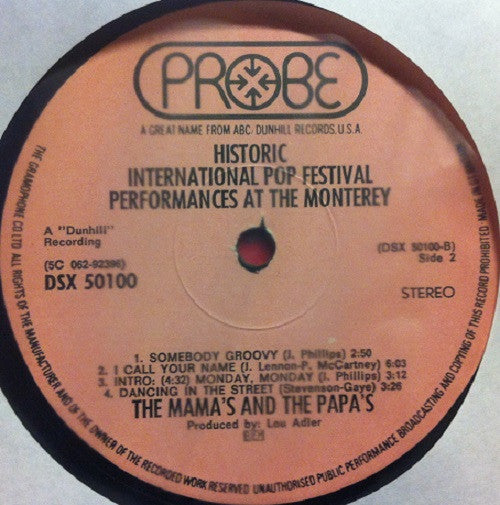 PROBE
A GREAT NAME FROM ABC. DUNHILL RECORDS. U.S.A.
HISTORIC
INTERNATIONAL POP FESTIVAL
PERFORMANCES AT THE MONTEREY
A "Dunhill"
Recording
(5C 062-92396)
DSX 50100
(DSX 50100-B)
Side 2
STEREO
1. SOMEBODY GROOVY (J. Phillips) 2:50
2. I CALL YOUR NAME (J. Lennon-P. McCartney) 6:03
3. INTRO: (4:32) MONDAY, MONDAY (J. Phillips) 3:12
4. DANCING IN THE STREET (Stevenson-Gaye) 3:26
THE MAMA'S AND THE PAPA'S
Produced by: Lou Adler
THE GRAMOPHONE CO LTD ALL RIGHTS OF THE MANUFACTURER AND OF THE OWNER OF THE RECORDED WORK RESERVED UNAUTHORISED PUBLIC PERFORMANCE BROADCASTING AND COPYING OF THIS RECORD PROHIBITED. MADE IN